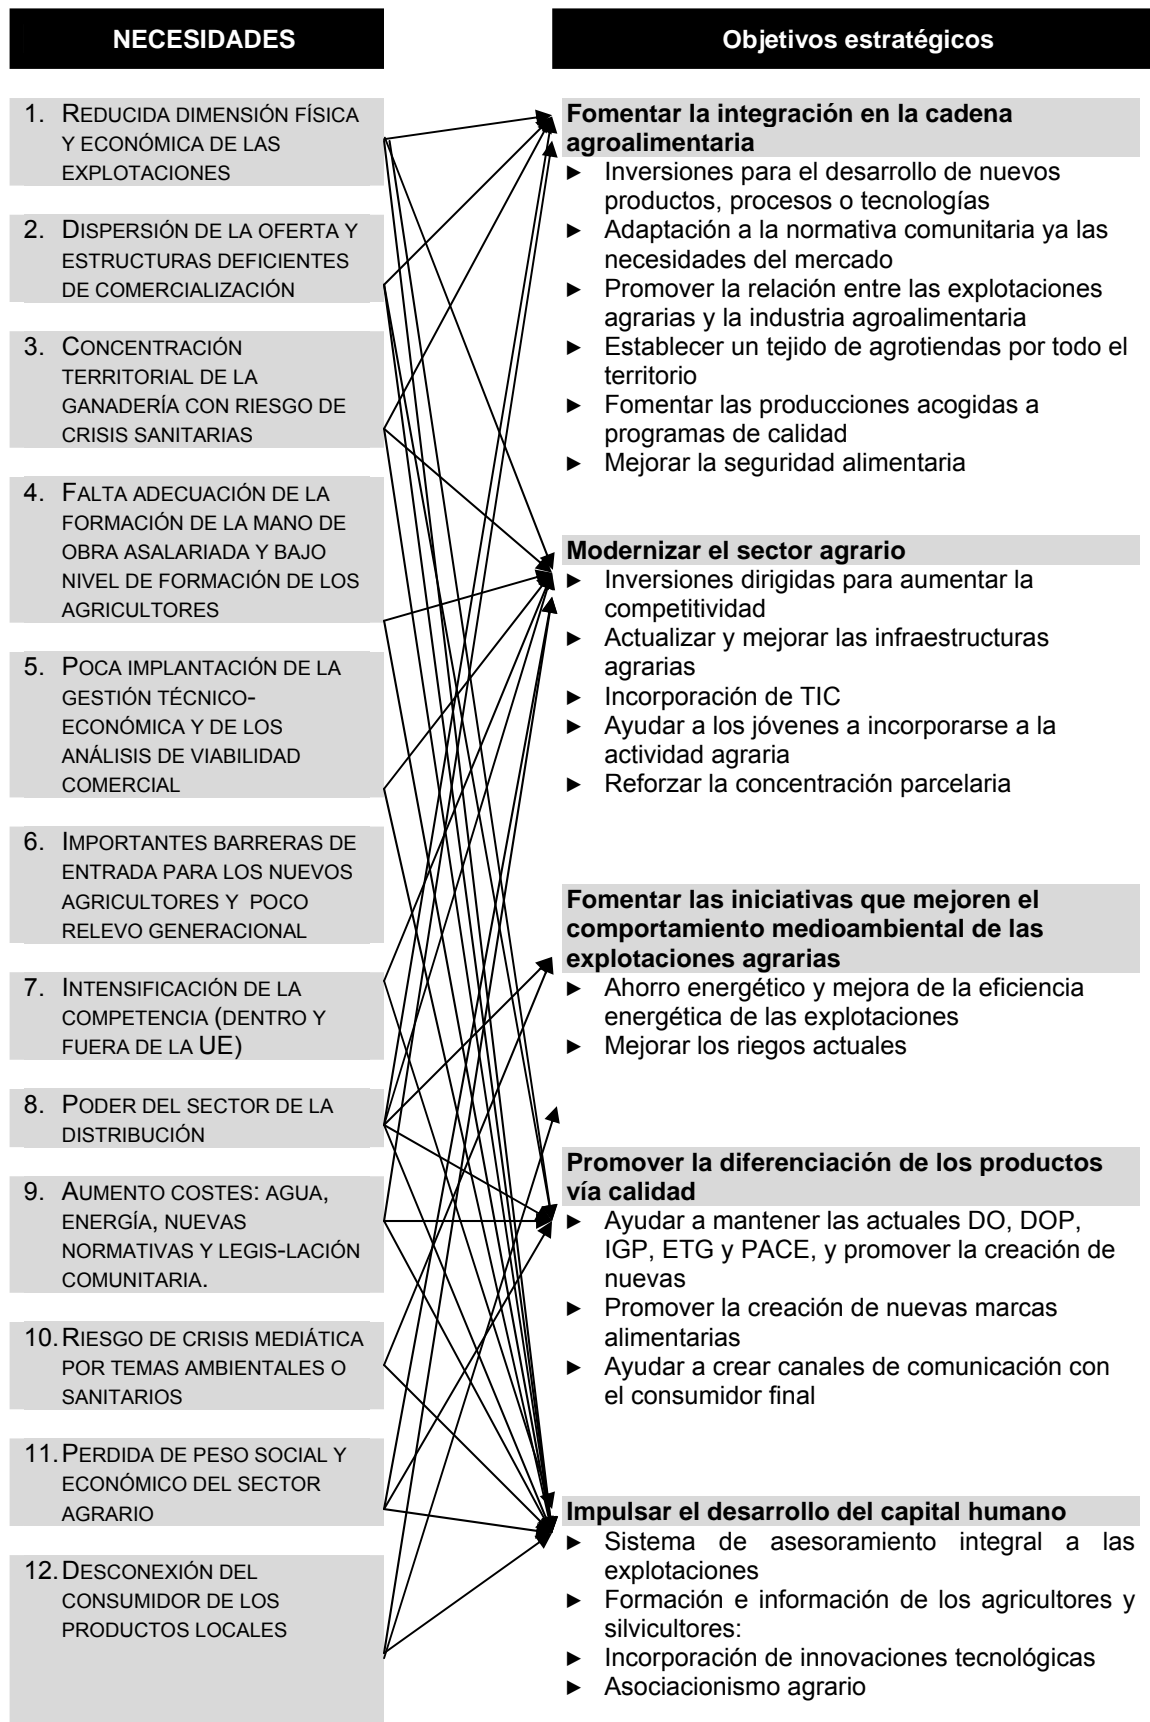 NECESIDADES
1. REDUCIDA DIMENSIÓN FÍSICA
Y ECONÓMICA DE LAS
EXPLOTACIONES
2. DISPERSIÓN DE LA OFERTA Y
ESTRUCTURAS DEFICIENTES
DE COMERCIALIZACIÓN
3. CONCENTRACIÓN
TERRITORIAL DE LA
GANADERÍA CON RIESGO DE
CRISIS SANITARIAS
4. FALTA ADECUACIÓN DE LA
FORMACIÓN DE LA MANO DE
OBRA ASALARIADA Y BAJO
NIVEL DE FORMACIÓN DE LOS
AGRICULTORES
5. POCA IMPLANTACIÓN DE LA
GESTIÓN TÉCNICO-
ECONÓMICA Y DE LOS
ANÁLISIS DE VIABILIDAD
COMERCIAL
6. IMPORTANTES BARRERAS DE
ENTRADA PARA LOS NUEVOS
AGRICULTORES Y POCO
RELEVO GENERACIONAL
7. INTENSIFICACIÓN DE LA
COMPETENCIA (DENTRO Y
FUERA DE LA UE)
8. PODER DEL SECTOR DE LA
DISTRIBUCIÓN
9. AUMENTO COSTES: AGUA,
ENERGÍA, NUEVAS
NORMATIVAS Y LEGIS-LACIÓN
COMUNITARIA.
10. RIESGO DE CRISIS MEDIÁTICA
POR TEMAS AMBIENTALES O
SANITARIOS
11. PERDIDA DE PESO SOCIAL Y
ECONÓMICO DEL SECTOR
AGRARIO
12. DESCONEXIÓN DEL
CONSUMIDOR DE LOS
PRODUCTOS LOCALES
Objetivos estratégicos
Fomentar la integración en la cadena
agroalimentaria
► Inversiones para el desarrollo de nuevos
productos, procesos o tecnologías
► Adaptación a la normativa comunitaria ya las
necesidades del mercado
► Promover la relación entre las explotaciones
agrarias y la industria agroalimentaria
► Establecer un tejido de agrotiendas por todo el
territorio
► Fomentar las producciones acogidas a
programas de calidad
► Mejorar la seguridad alimentaria
Modernizar el sector agrario
► Inversiones dirigidas para aumentar la
competitividad
► Actualizar y mejorar las infraestructuras
agrarias
► Incorporación de TIC
► Ayudar a los jóvenes a incorporarse a la
actividad agraria
► Reforzar la concentración parcelaria
Fomentar las iniciativas que mejoren el
comportamiento medioambiental de las
explotaciones agrarias
► Ahorro energético y mejora de la eficiencia
energética de las explotaciones
► Mejorar los riegos actuales
Promover la diferenciación de los productos
vía calidad
► Ayudar a mantener las actuales DO, DOP,
IGP, ETG y PACE, y promover la creación de
nuevas
► Promover la creación de nuevas marcas
alimentarias
► Ayudar a crear canales de comunicación con
el consumidor final
Impulsar el desarrollo del capital humano
► Sistema de asesoramiento integral a las
explotaciones
► Formación e información de los agricultores y
silvicultores:
► Incorporación de innovaciones tecnológicas
► Asociacionismo agrario